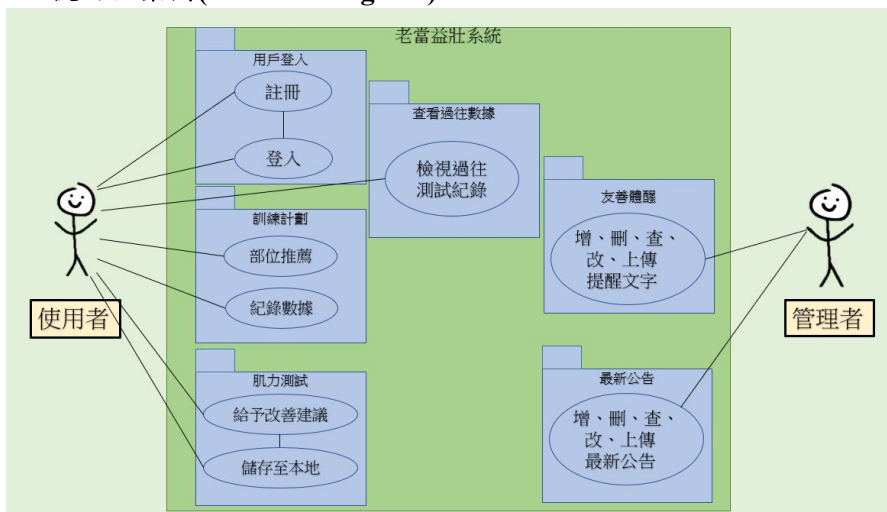 老當益壯系統
用戶登入
註冊
登入
查看過往數據
檢視過往
測試紀錄
訓練計劃
部位推薦
紀錄數據
肌力測試
給予改善建議
儲存至本地
友善體醒
增、刪、查、
改、上傳
提醒文字
最新公告
增、刪、查、
改、上傳
最新公告
使用者
管理者